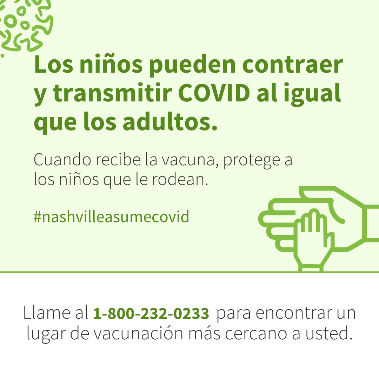 Los niños pueden contraer
y transmitir COVID al igual
que los adultos.
Cuando recibe la vacuna, protege a
los niños que le rodean.
#nashvilleasumecovid
Llame al 1-800-232-0233 para encontrar un
lugar de vacunación más cercano a usted.